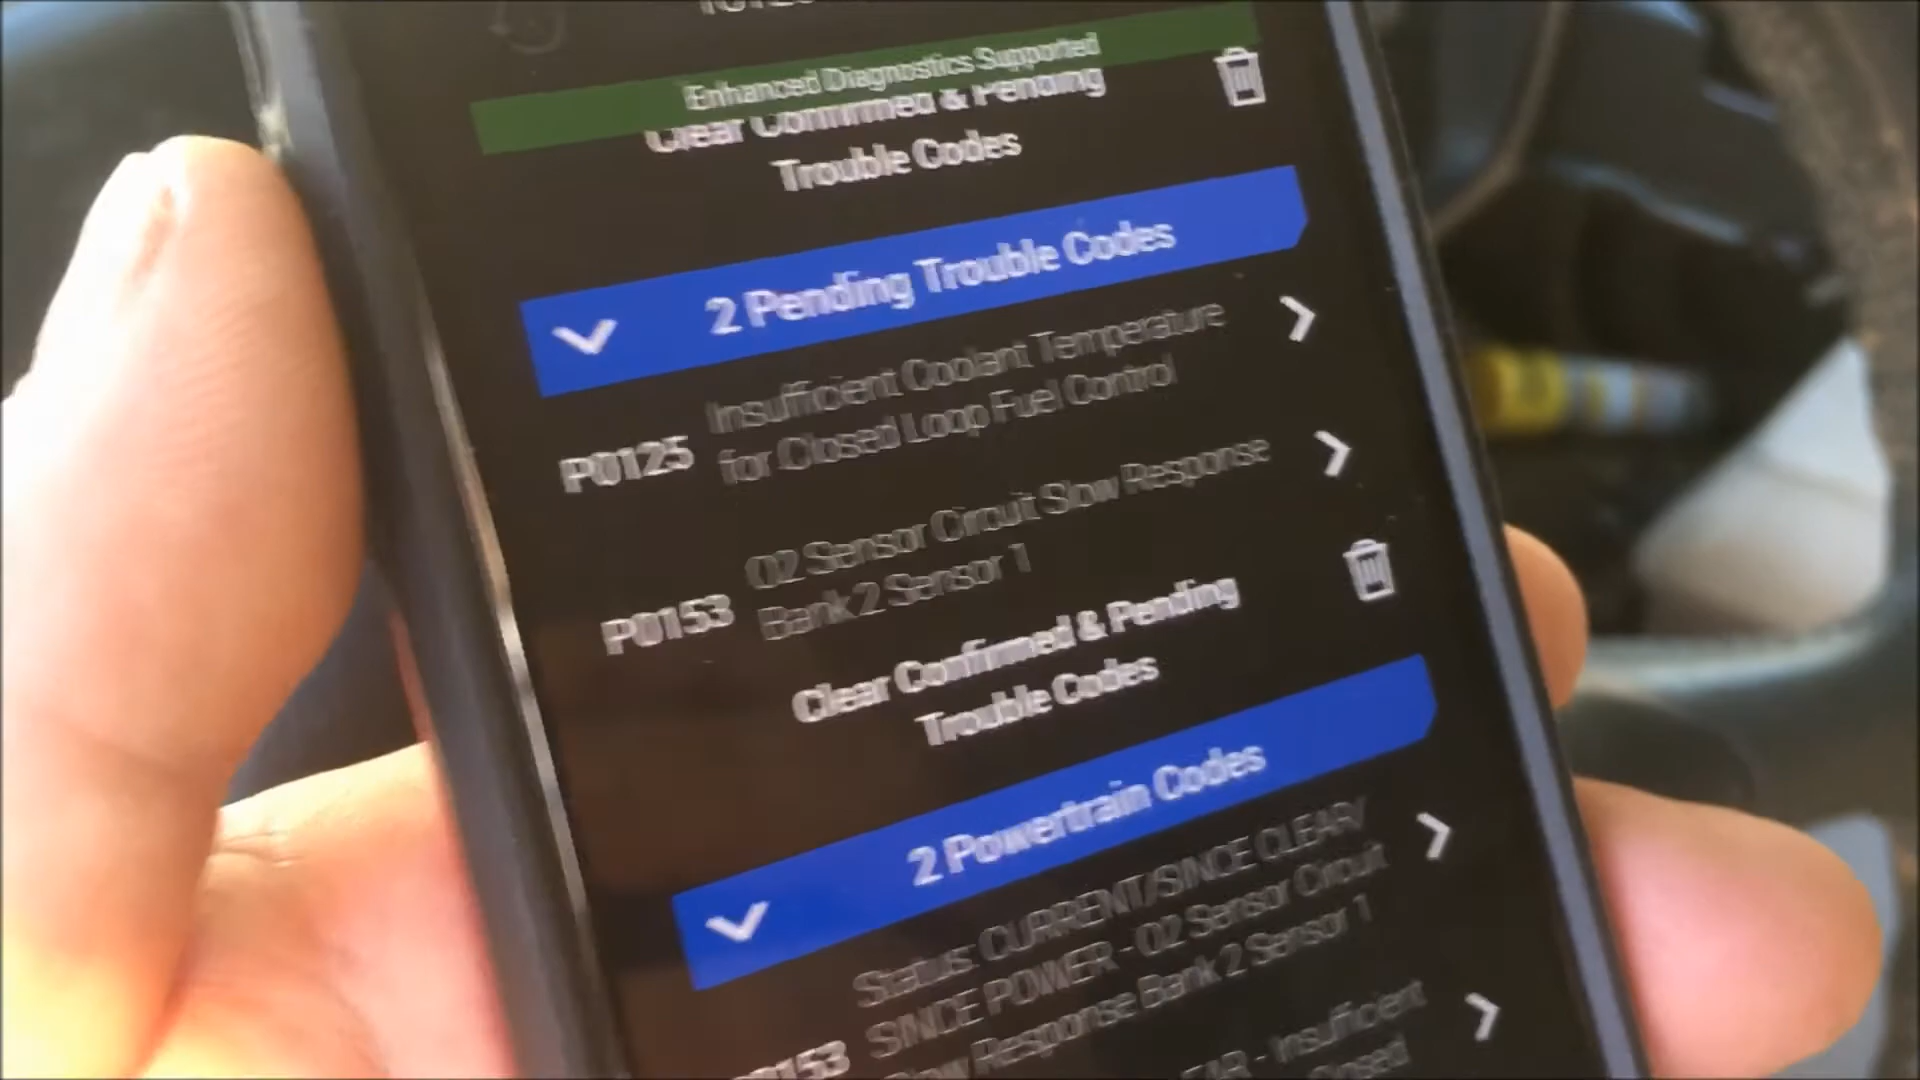 Enhanced Diagnostics Supported
Clear Confirmed & Pending
Trouble Codes
2 Pending Trouble Codes
Insufficient Coolant Temperature
for Closed Loop Fuel Control
P0125
O2 Sensor Circuit Slow Response
Bank 2 Sensor 1
P0153
Clear Confirmed & Pending
Trouble Codes
2 Powertrain Codes
Status: CURRENT/SINCE CLEAR/
SINCE POWER - O2 Sensor Circuit
Slow Response Bank 2 Sensor 1
P0153
- Insufficient